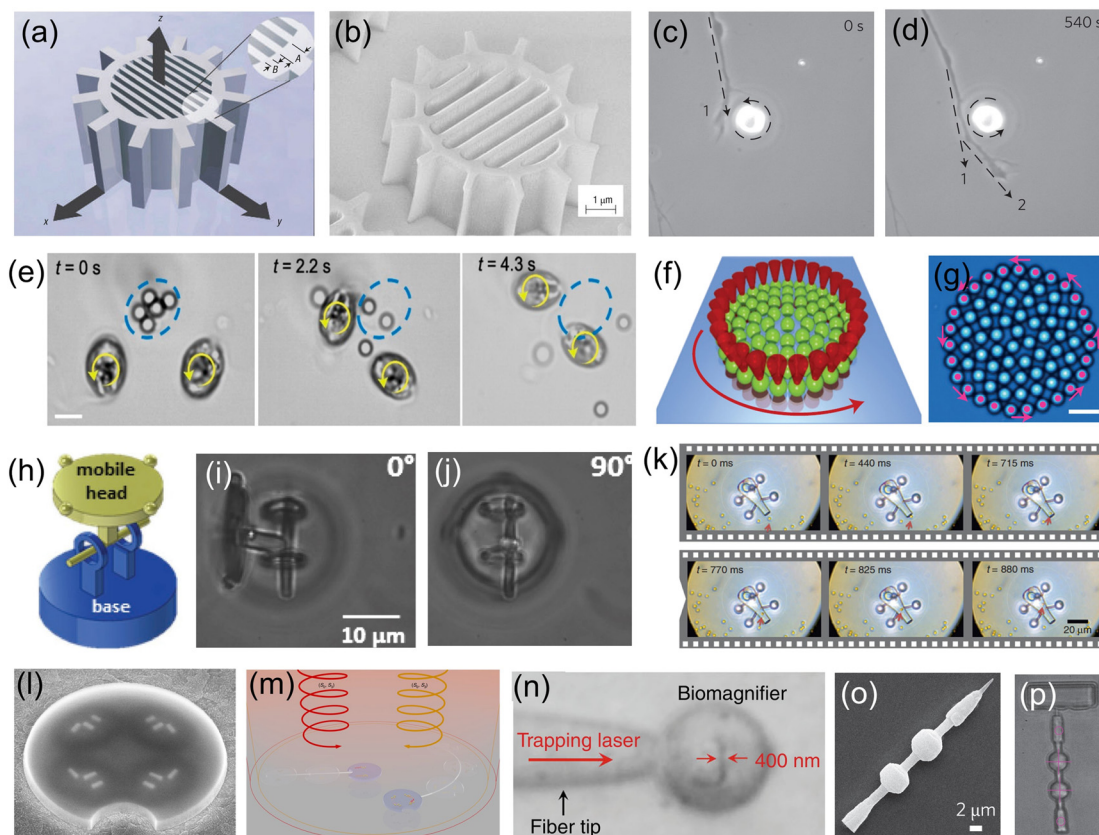 (a)
z
A
B
x
y
(b)
1 µm
(c)
0 s
1
(d)
540 s
1
2
(e)
t = 0 s
t = 2.2 s
t = 4.3 s
(f)
(g)
(h)
mobile
head
base
(i)
0°
10 µm
(j)
90°
(k)
t = 0 ms
t = 440 ms
t = 715 ms
t = 770 ms
t = 825 ms
t = 880 ms
20 µm
(l)
(m)
(n)
Biomagnifier
Trapping laser
400 nm
Fiber tip
(o)
2 µm
(p)